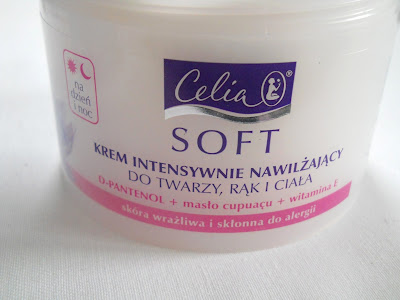 na
dzień
i noc
Celia®
SOFT
KREM INTENSYWNIE NAWILŻAJĄCY
DO TWARZY, RĄK I CIAŁA
D-PANTENOL + masło cupuaçu + witamina E
skóra wrażliwa i skłonna do alergii